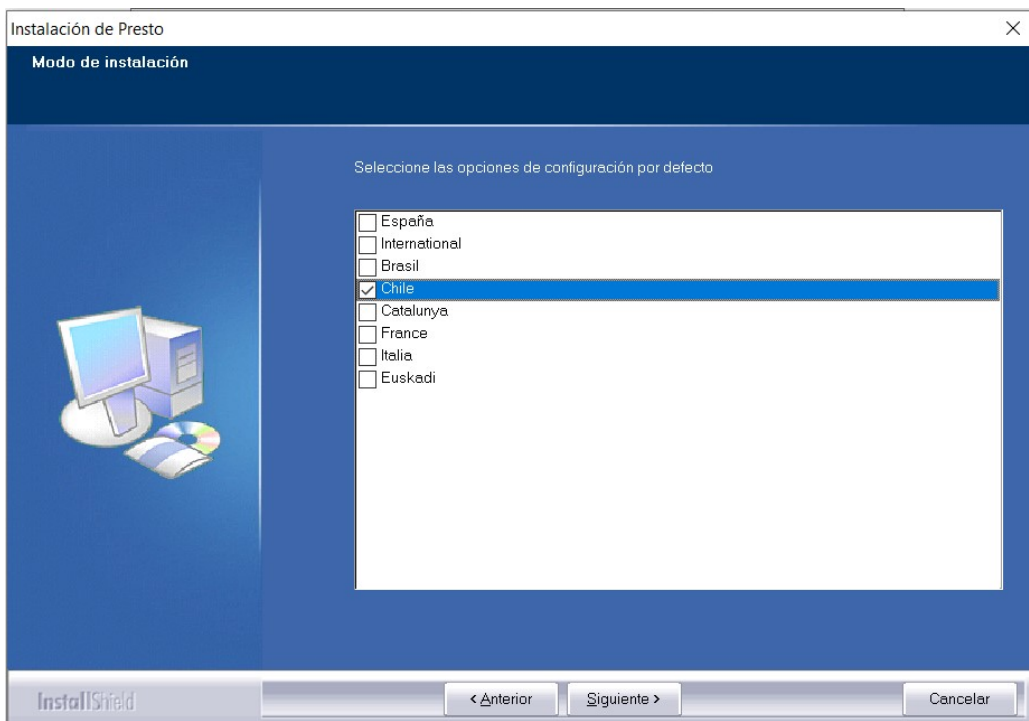 Instalación de Presto
Modo de instalación
Seleccione las opciones de configuración por defecto
España
International
Brasil
Chile
Catalunya
France
Italia
Euskadi
InstallShield
< Anterior
Siguiente >
Cancelar